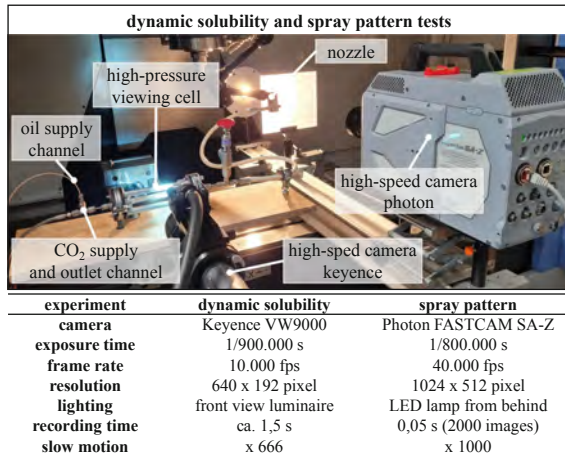 dynamic solubility and spray pattern tests
nozzle
high-pressure
viewing cell
oil supply
channel
SA-Z
high-speed camera
photon
CO₂ supply
and outlet channel
high-sped camera
keyence
experiment dynamic solubility spray pattern
camera Keyence VW9000 Photon FASTCAM SA-Z
exposure time 1/900.000 s 1/800.000 s
frame rate 10.000 fps 40.000 fps
resolution 640 x 192 pixel 1024 x 512 pixel
lighting front view luminaire LED lamp from behind
recording time ca. 1,5 s 0,05 s (2000 images)
slow motion x 666 x 1000